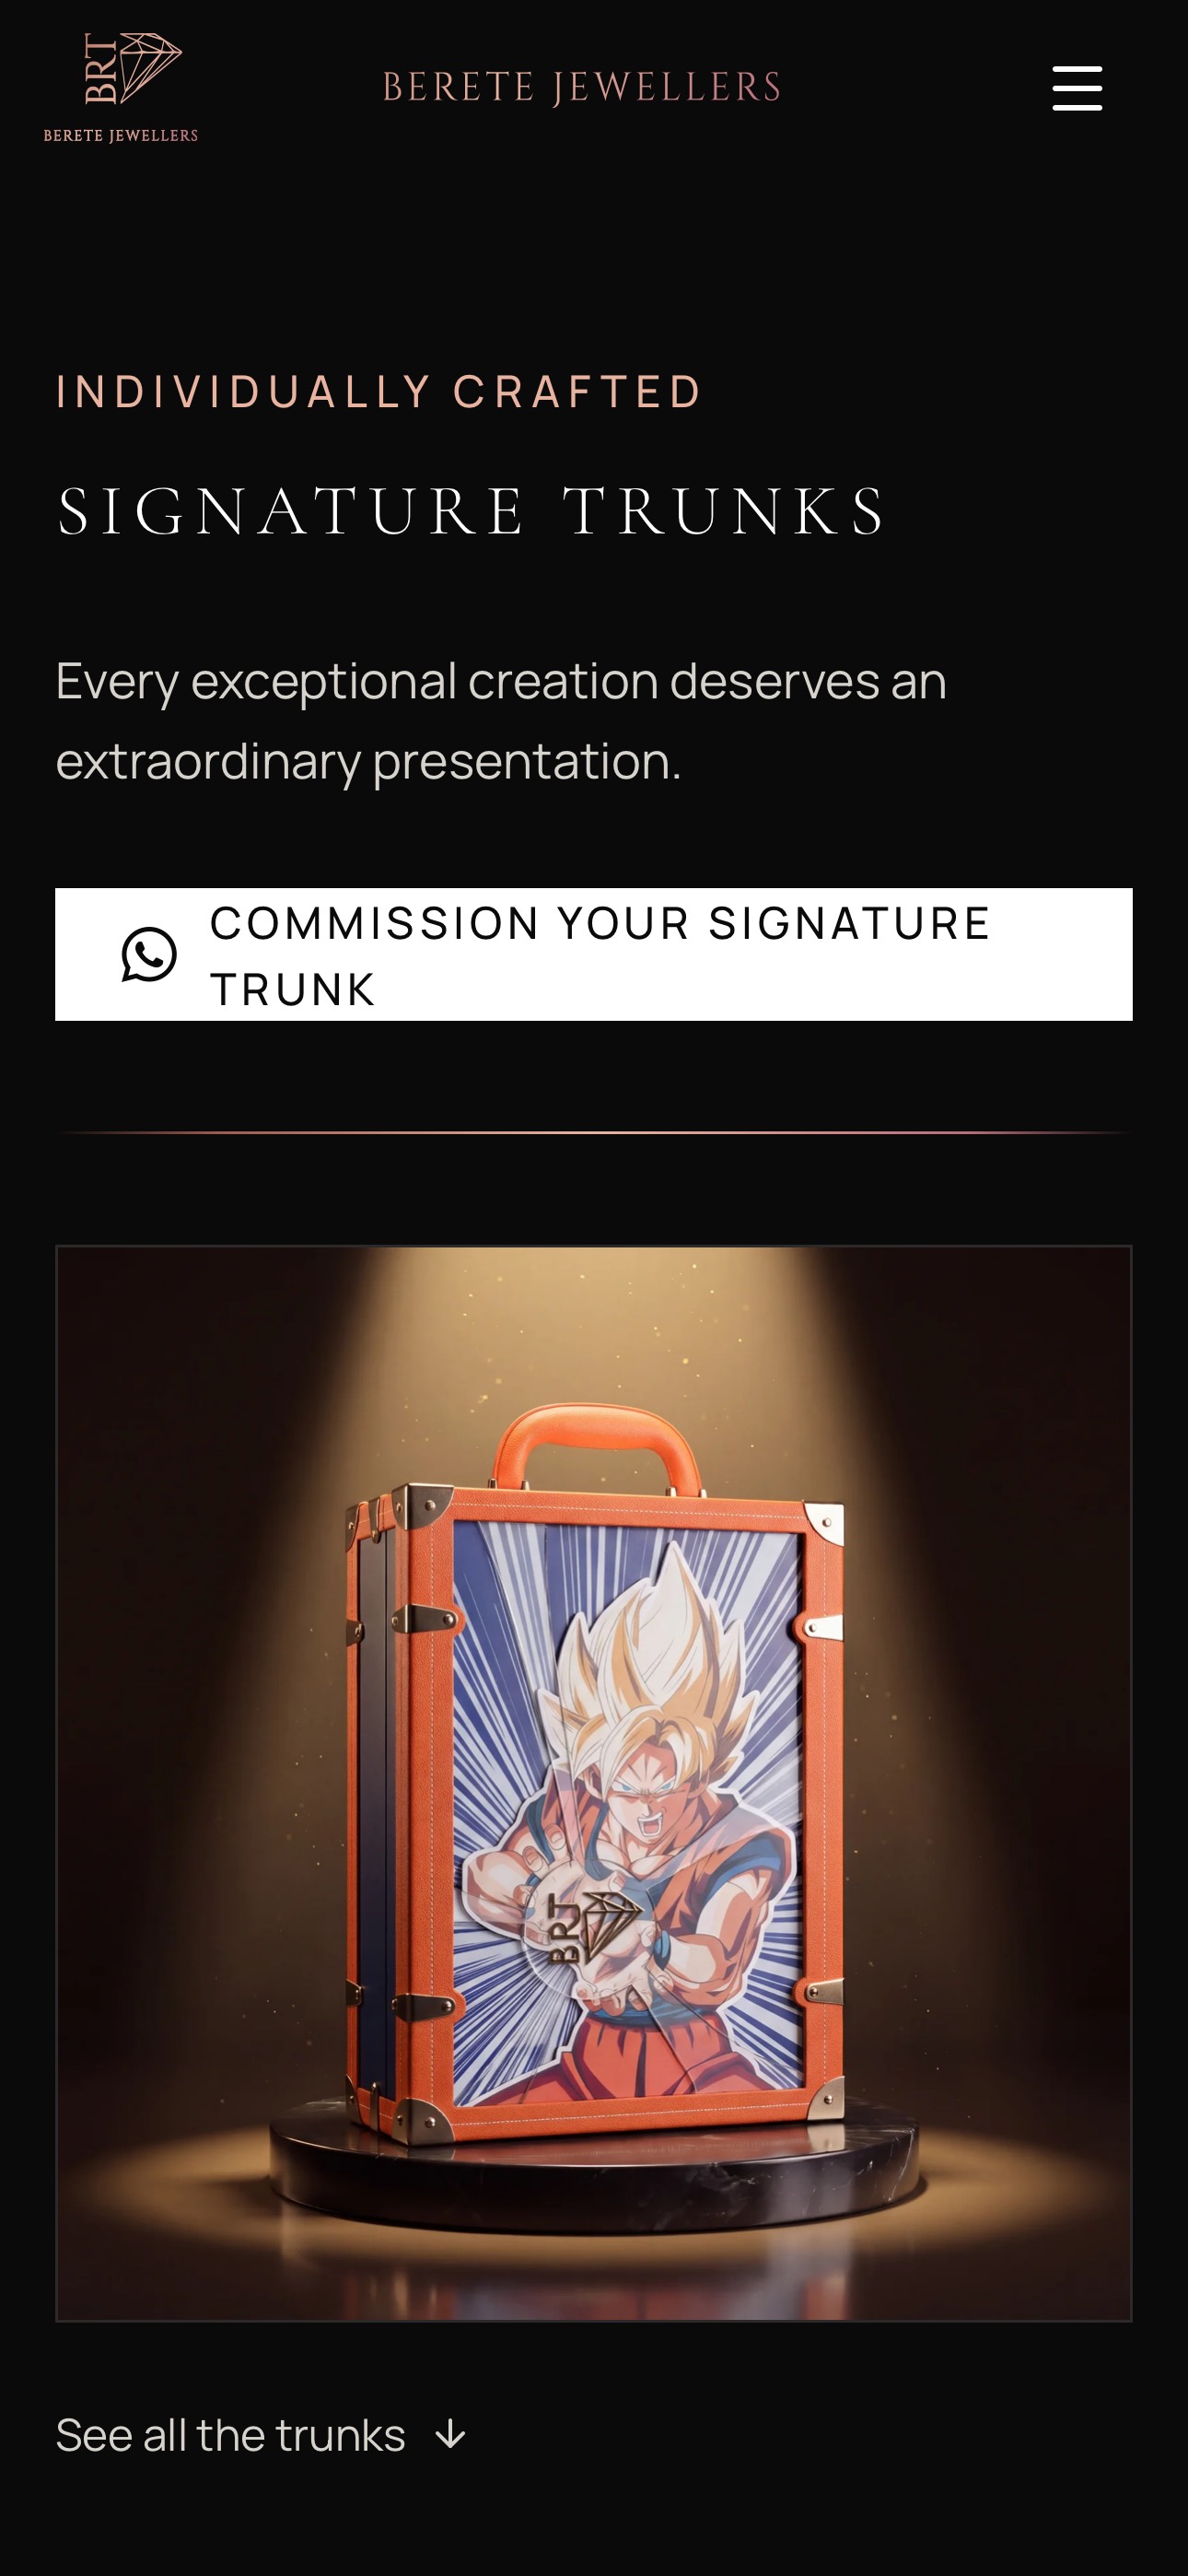 BRT
BERETE JEWELLERS
BERETE JEWELLERS
INDIVIDUALLY CRAFTED
SIGNATURE TRUNKS
Every exceptional creation deserves an
extraordinary presentation.
COMMISSION YOUR SIGNATURE
TRUNK
BRT
See all the trunks